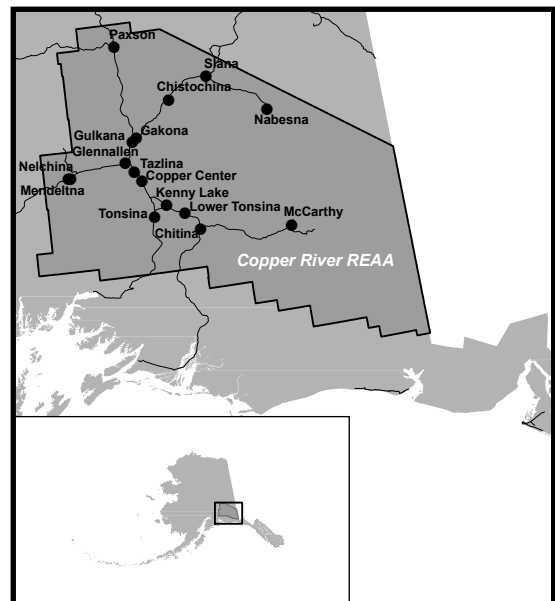 Paxson
Slana
Chistochina
Nabesna
Gulkana
Gakona
Glennallen
Nelchina
Tazlina
Mendeltna
Copper Center
Kenny Lake
Tonsina
Lower Tonsina
McCarthy
Chitina
Copper River REAA